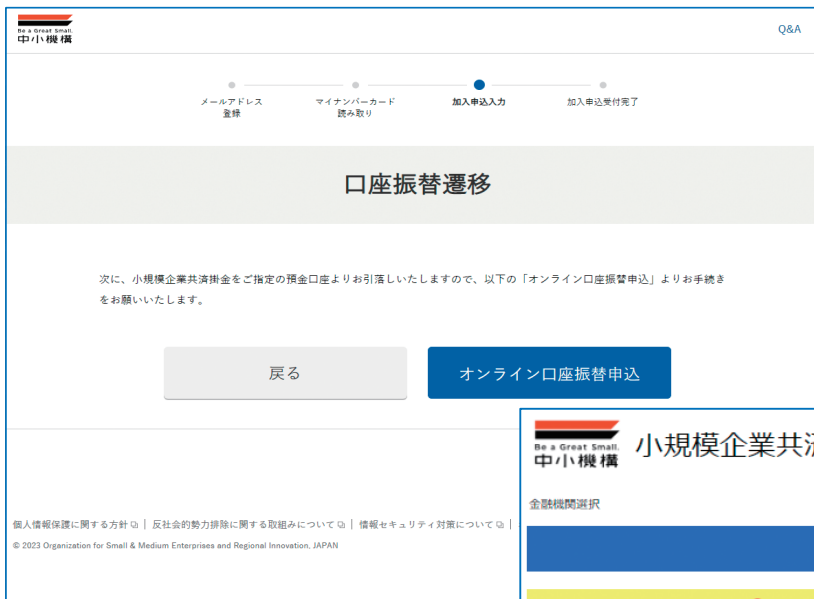 Be a Great Small.
中小機構
Q&A
メールアドレス
登録
マイナンバーカード
読み取り
加入申込入力
加入申込受付完了
口座振替遷移
次に、小規模企業共済掛金をご指定の預金口座よりお引落しいたしますので、以下の「オンライン口座振替申込」よりお手続き
をお願いいたします。
戻る
オンライン口座振替申込
個人情報保護に関する方針 | 反社会的勢力排除に関する取組みについて | 情報セキュリティ対策について |
© 2023 Organization for Small & Medium Enterprises and Regional Innovation, JAPAN
Be a Great Small.
中小機構
小規模企業共
金融機関選択